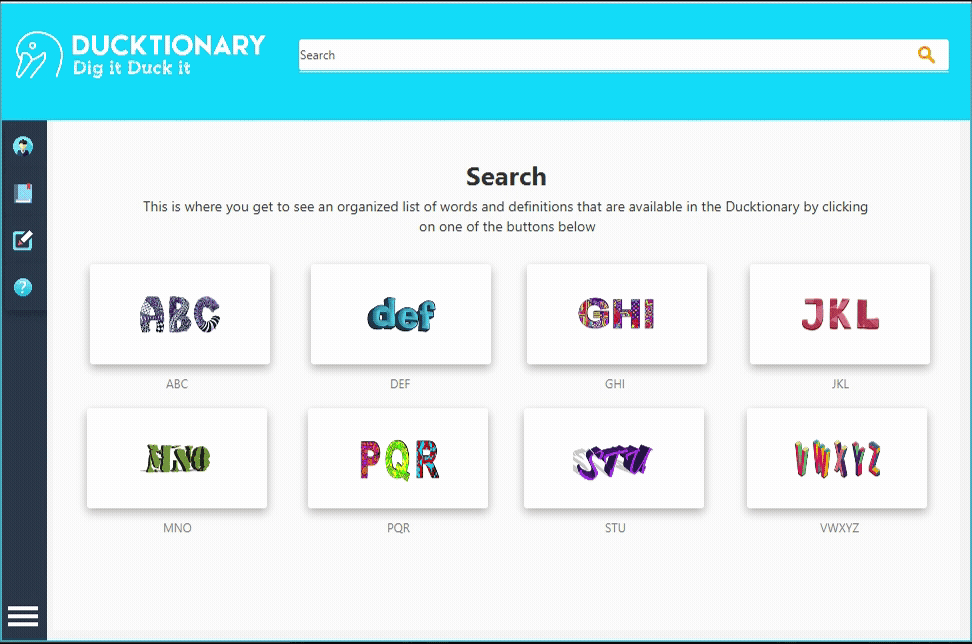 DUCKTIONARY
Dig it Duck it
Search
Search
This is where you get to see an organized list of words and definitions that are available in the Ducktionary by clicking
on one of the buttons below
ABC
def
GHI
JKL
ABC
DEF
GHI
JKL
MNO
PQR
STU
VWXYZ
MNO
PQR
STU
VWXYZ
?